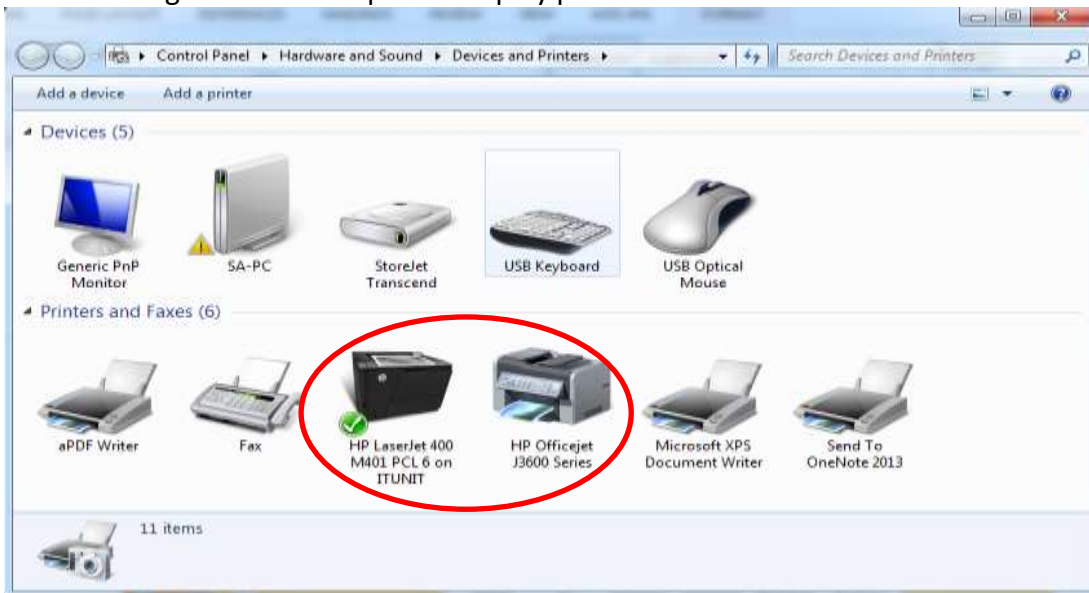 Control Panel ▸ Hardware and Sound ▸ Devices and Printers ▸
Search Devices and Printers
Add a device Add a printer
Devices (5)
Generic PnP
Monitor
SA-PC
StoreJet
Transcend
USB Keyboard
USB Optical
Mouse
Printers and Faxes (6)
aPDF Writer
Fax
HP LaserJet 400
M401 PCL 6 on
ITUNIT
HP Officejet
J3600 Series
Microsoft XPS
Document Writer
Send To
OneNote 2013
11 items